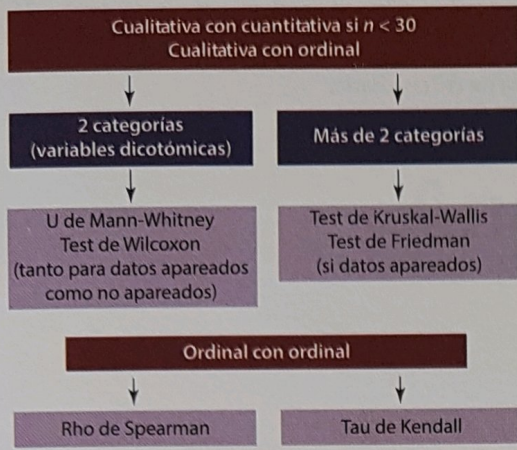 Cualitativa con cuantitativa si n < 30
Cualitativa con ordinal
2 categorías
(variables dicotómicas)
Más de 2 categorías
U de Mann-Whitney
Test de Wilcoxon
(tanto para datos apareados
como no apareados)
Test de Kruskal-Wallis
Test de Friedman
(si datos apareados)
Ordinal con ordinal
Rho de Spearman
Tau de Kendall